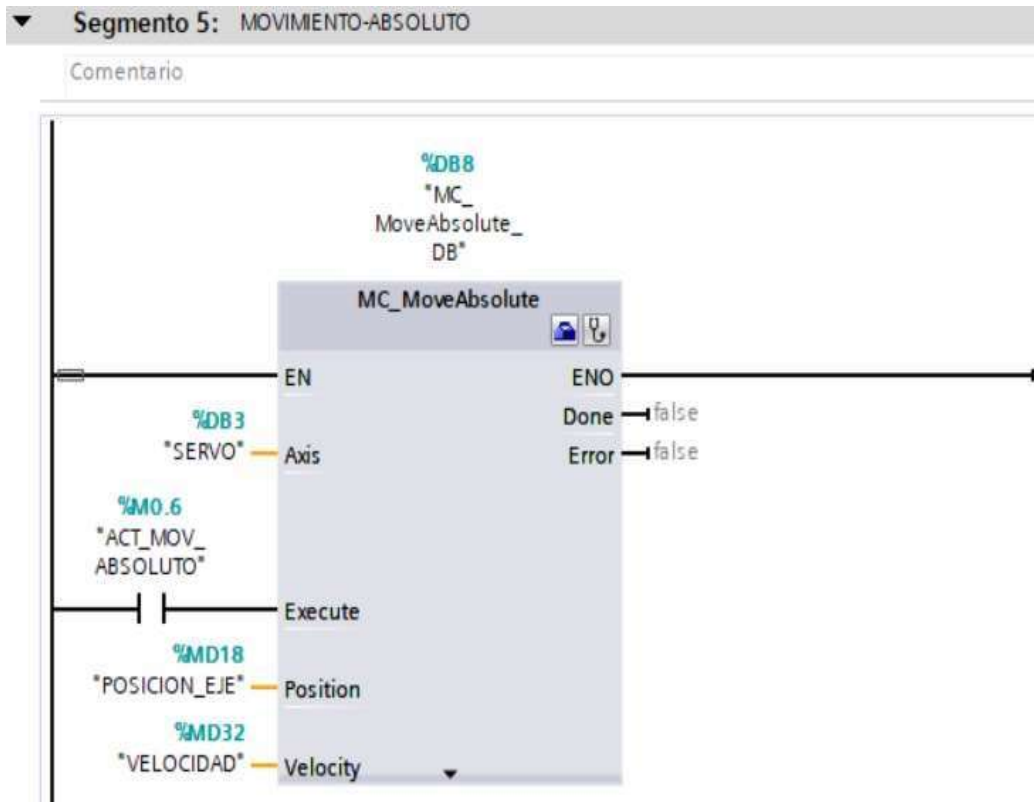 Segmento 5: MOVIMIENTO-ABSOLUTO
Comentario
%DB8
"MC_
MoveAbsolute_
DB"
MC_MoveAbsolute
EN
ENO
%DB3
"SERVO"
Axis
Done
false
Error
false
%M0.6
"ACT_MOV_
ABSOLUTO"
Execute
%MD18
"POSICION_EJE"
Position
%MD32
"VELOCIDAD"
Velocity